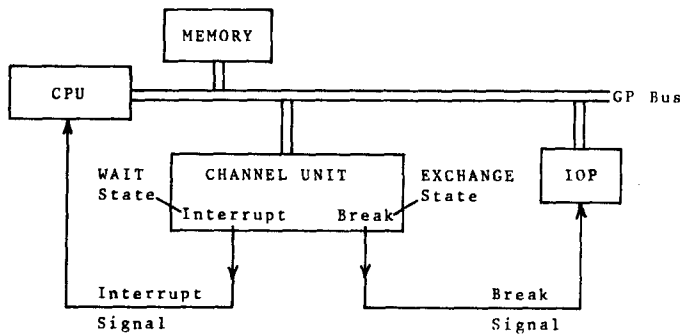 MEMORY
CPU
GP Bus
CHANNEL UNIT
IOP
WAIT
State
EXCHANGE
State
Interrupt
Break
Interrupt
Signal
Break
Signal